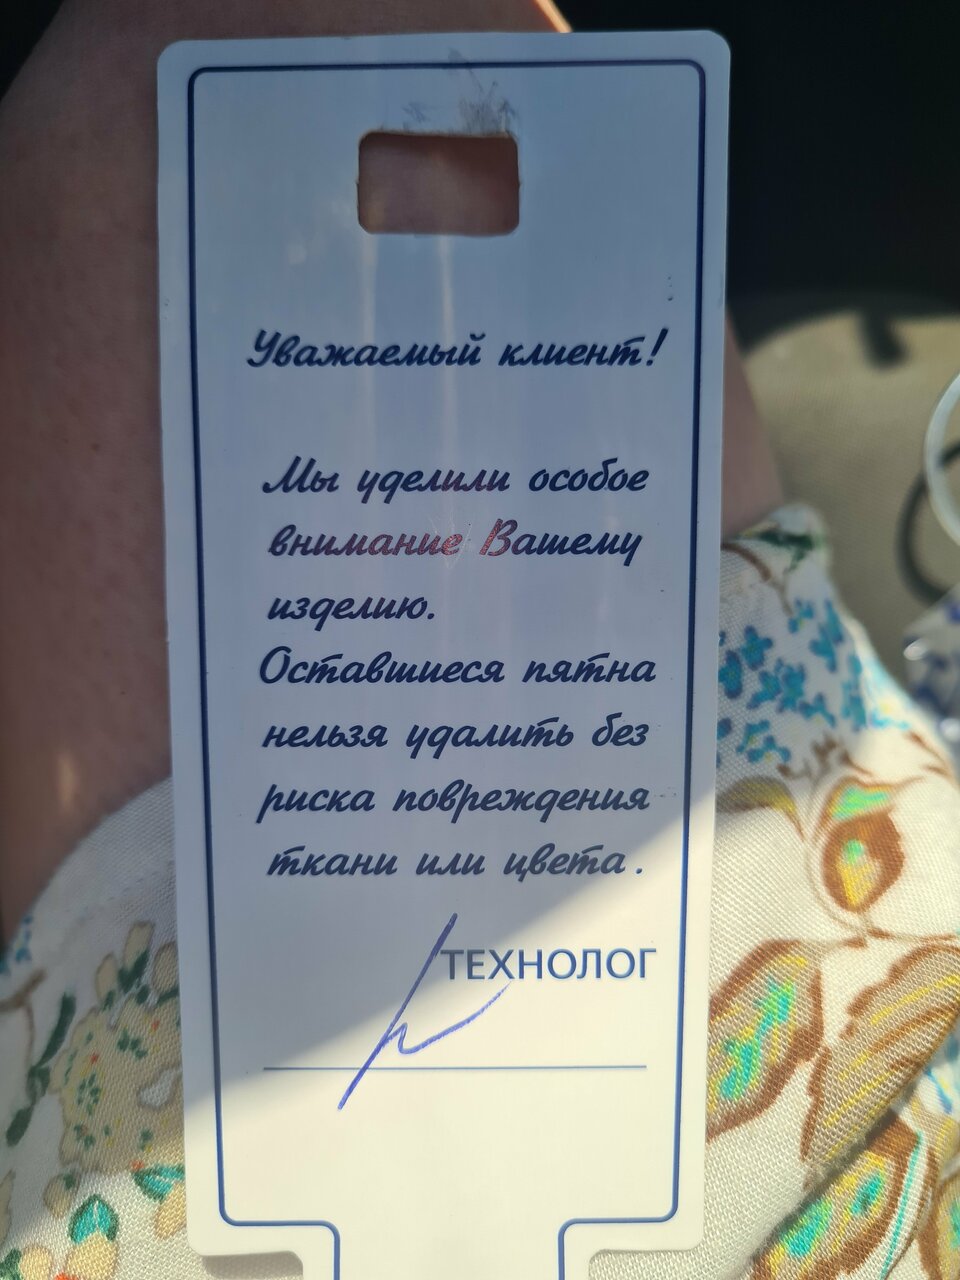 Уважаемый клиент!
Мы уделили особое
внимание Вашему
изделию.
Оставшиеся пятна
нельзя удалить без
риска повреждения
ткани или цвета.
ТЕХНОЛОГ